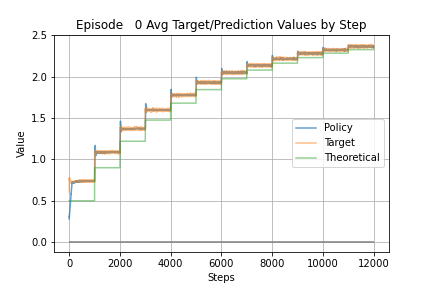 Episode   0 Avg Target/Prediction Values by Step
2.5
2.0
1.5
1.0
0.5
0.0
Value
Policy
Target
Theoretical
0 2000 4000 6000 8000 10000 12000
Steps